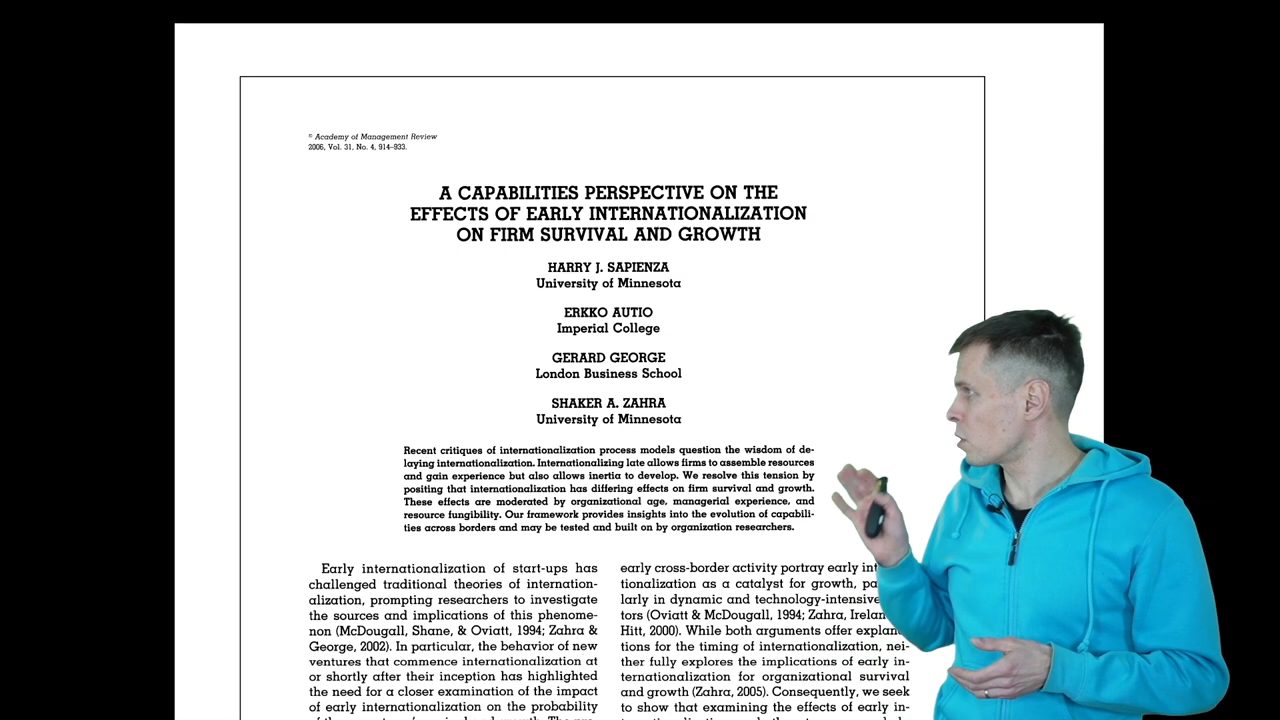 © Academy of Management Review
2006, Vol. 31, No. 4, 914–933.
A CAPABILITIES PERSPECTIVE ON THE
EFFECTS OF EARLY INTERNATIONALIZATION
ON FIRM SURVIVAL AND GROWTH
HARRY J. SAPIENZA
University of Minnesota
ERKKO AUTIO
Imperial College
GERARD GEORGE
London Business School
SHAKER A. ZAHRA
University of Minnesota
Recent critiques of internationalization process models question the wisdom of de-
laying internationalization. Internationalizing late allows firms to assemble resources
and gain experience but also allows inertia to develop. We resolve this tension by
positing that internationalization has differing effects on firm survival and growth.
These effects are moderated by organizational age, managerial experience, and
resource fungibility. Our framework provides insights into the evolution of capabili-
ties across borders and may be tested and built on by organization researchers.
Early internationalization of start-ups has
challenged traditional theories of internation-
alization, prompting researchers to investigate
the sources and implications of this phenome-
non (McDougall, Shane, & Oviatt, 1994; Zahra &
George, 2002). In particular, the behavior of new
ventures that commence internationalization at
or shortly after their inception has highlighted
the need for a closer examination of the impact
of early internationalization on the probability
early cross-border activity portray early
tionalization as a catalyst for growth,
larly in dynamic and technology-intensive
tors (Oviatt & McDougall, 1994; Zahra,
Hitt, 2000). While both arguments offer
tions for the timing of internationalization, nei-
ther fully explores the implications of early in-
ternationalization for organizational survival
and growth (Zahra, 2005). Consequently, we seek
to show that examining the effects of early in-